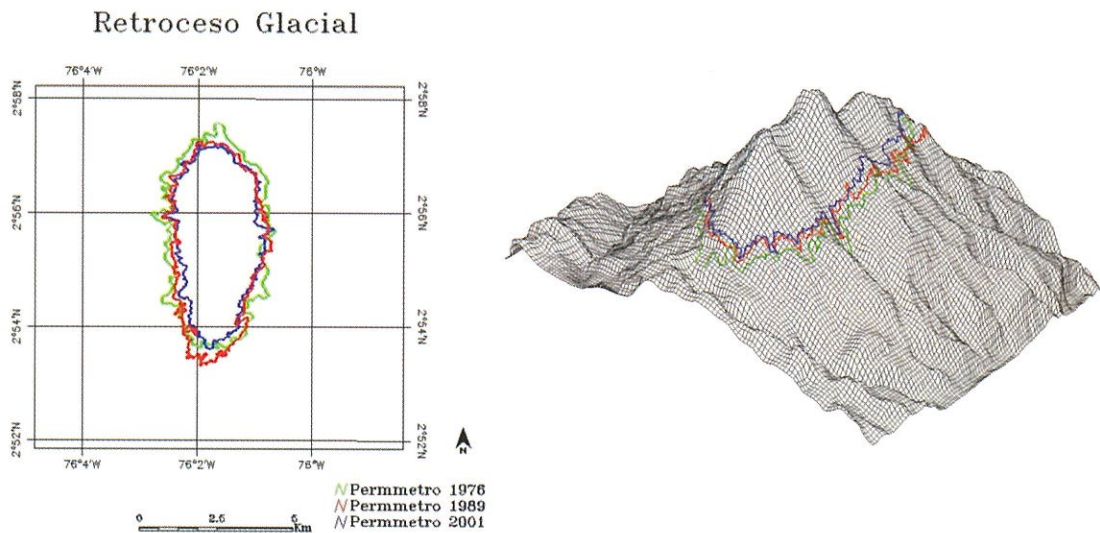 Retroceso Glacial
76°4'W 76°2'W 76°W
2°58'N 2°58'N
2°56'N 2°56'N
2°54'N 2°54'N
2°52'N 2°52'N
76°4'W 76°2'W 76°W
N
N Permmetro 1976
N Permmetro 1989
N Permmetro 2001
0 2.5 5
Km